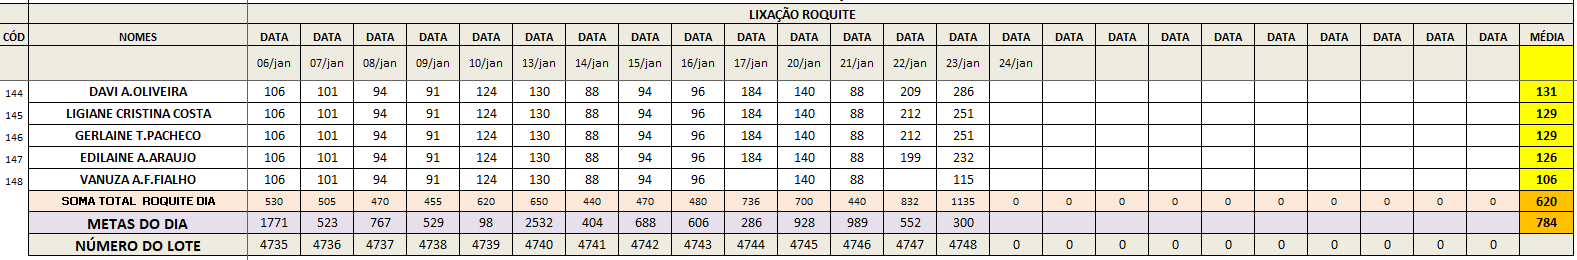 LIXAÇÃO ROQUITE
CÓD NOMES DATA DATA DATA DATA DATA DATA DATA DATA DATA DATA DATA DATA DATA DATA DATA DATA DATA DATA DATA DATA DATA DATA DATA DATA MÉDIA
06/jan 07/jan 08/jan 09/jan 10/jan 13/jan 14/jan 15/jan 16/jan 17/jan 20/jan 21/jan 22/jan 23/jan 24/jan
144 DAVI A.OLIVEIRA 106 101 94 91 124 130 88 94 96 184 140 88 209 286 131
145 LIGIANE CRISTINA COSTA 106 101 94 91 124 130 88 94 96 184 140 88 212 251 129
146 GERLAINE T.PACHECO 106 101 94 91 124 130 88 94 96 184 140 88 212 251 129
147 EDILAINE A.ARAUJO 106 101 94 91 124 130 88 94 96 184 140 88 199 232 126
148 VANUZA A.F.FIALHO 106 101 94 91 124 130 88 94 96 140 88 115 106
SOMA TOTAL ROQUITE DIA 530 505 470 455 620 650 440 470 480 736 700 440 832 1135 0 0 0 0 0 0 0 0 0 0 620
METAS DO DIA 1771 523 767 529 98 2532 404 688 606 286 928 989 552 300 784
NÚMERO DO LOTE 4735 4736 4737 4738 4739 4740 4741 4742 4743 4744 4745 4746 4747 4748 0 0 0 0 0 0 0 0 0 0